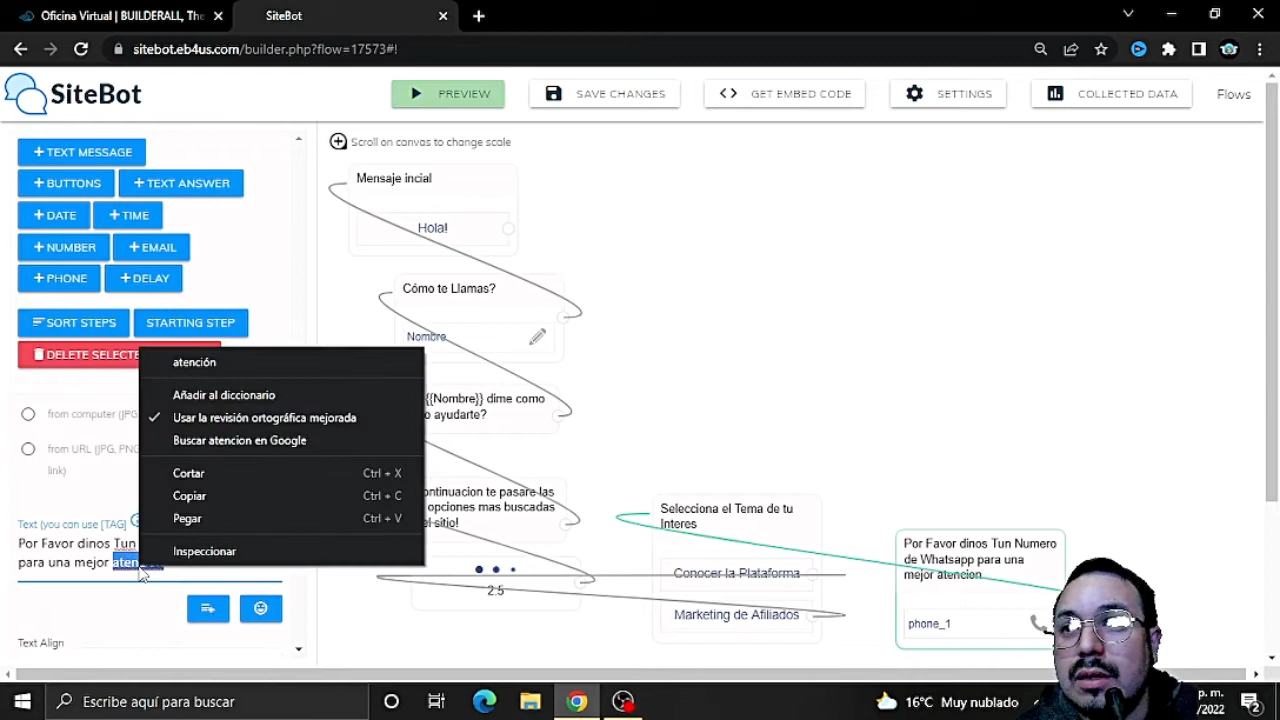 Oficina Virtual | BUILDERALL, The
SiteBot
sitebot.eb4us.com/builder.php?flow=17573#!
SiteBot
PREVIEW
SAVE CHANGES
GET EMBED CODE
SETTINGS
COLLECTED DATA
Flows
+ TEXT MESSAGE
+ BUTTONS
+ TEXT ANSWER
+ DATE
+ TIME
+ NUMBER
+ EMAIL
+ PHONE
+ DELAY
SORT STEPS
STARTING STEP
DELETE SELECTE
from computer (JPG
from URL (JPG, PNG
link)
Text (you can use [TAG]
Por Favor dinos Tun
para una mejor aten
Text Align
atención
Añadir al diccionario
Usar la revisión ortográfica mejorada
Buscar atencion en Google
Cortar Ctrl + X
Copiar Ctrl + C
Pegar Ctrl + V
Inspeccionar
Scroll on canvas to change scale
Mensaje incial
Hola!
Cómo te Llamas?
Nombre
{{Nombre}} dime como
o ayudarte?
ontinuacion te pasare las
opciones mas buscadas
el sitio!
2.5
Selecciona el Tema de tu
Interes
Conocer la Plataforma
Marketing de Afiliados
Por Favor dinos Tun Numero
de Whatsapp para una
mejor atencion
phone_1
Escribe aquí para buscar
16°C Muy nublado
p. m.
/2022
2